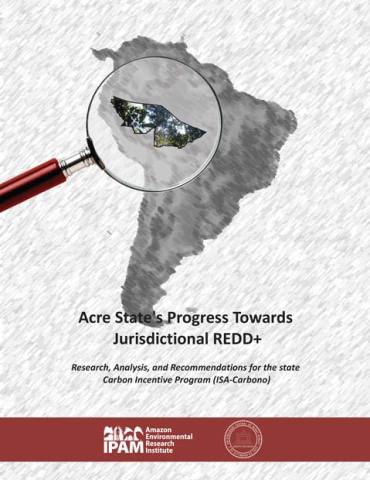 Acre State's Progress Towards
Jurisdictional REDD+
Research, Analysis, and Recommendations for the state
Carbon Incentive Program (ISA-Carbono)
IPAM
Amazon
Environmental
Research
Institute